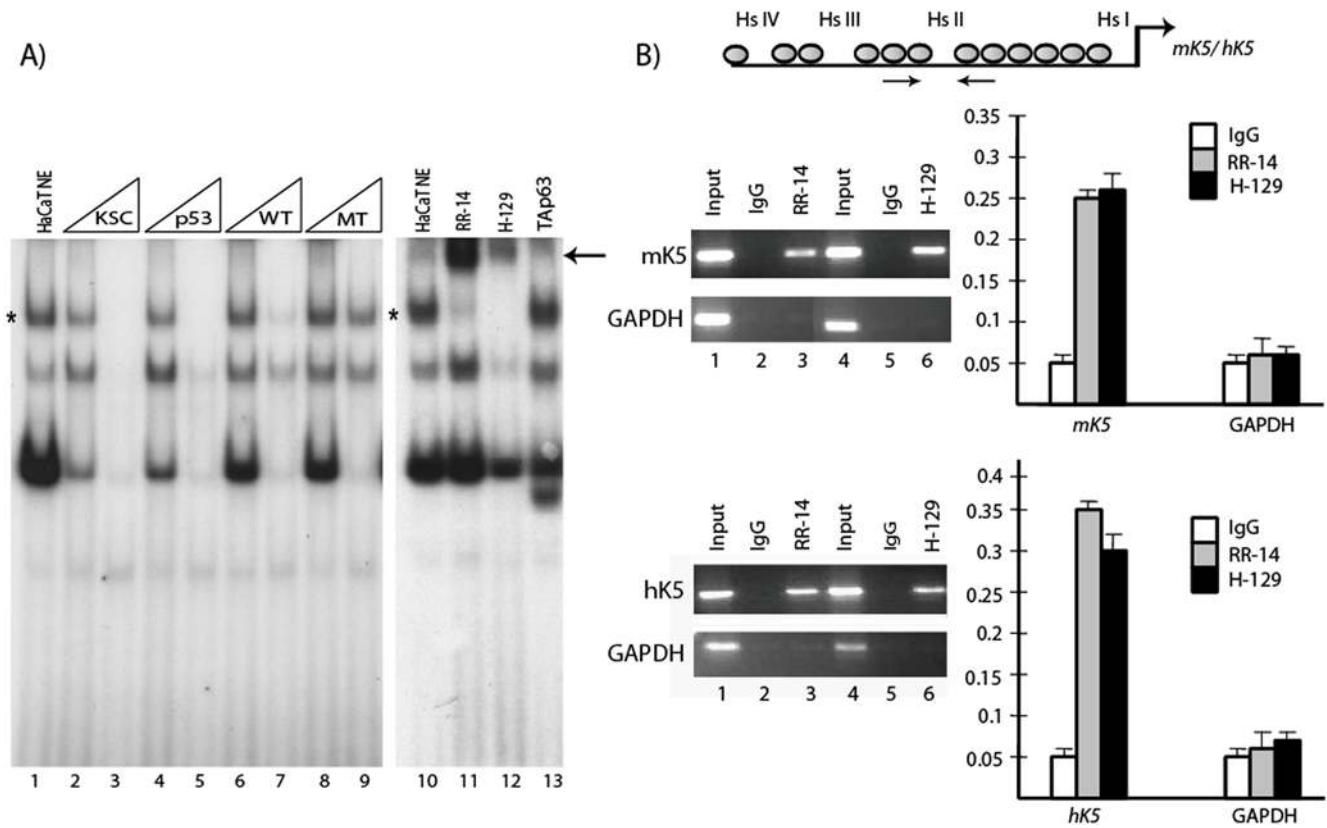 A)
HaCaT NE
KSC
p53
WT
MT
HaCaT NE
RR-14
H-129
TAp63
*
*
1 2 3 4 5 6 7 8 9 10 11 12 13
B)
Hs IV Hs III Hs II Hs I
mK5/hK5
Input IgG RR-14 Input IgG H-129
mK5
GAPDH
1 2 3 4 5 6
0.35
0.3
0.25
0.2
0.15
0.1
0.05
IgG
RR-14
H-129
mK5 GAPDH
Input IgG RR-14 Input IgG H-129
hK5
GAPDH
1 2 3 4 5 6
0.4
0.35
0.3
0.25
0.2
0.15
0.1
0.05
IgG
RR-14
H-129
hK5 GAPDH